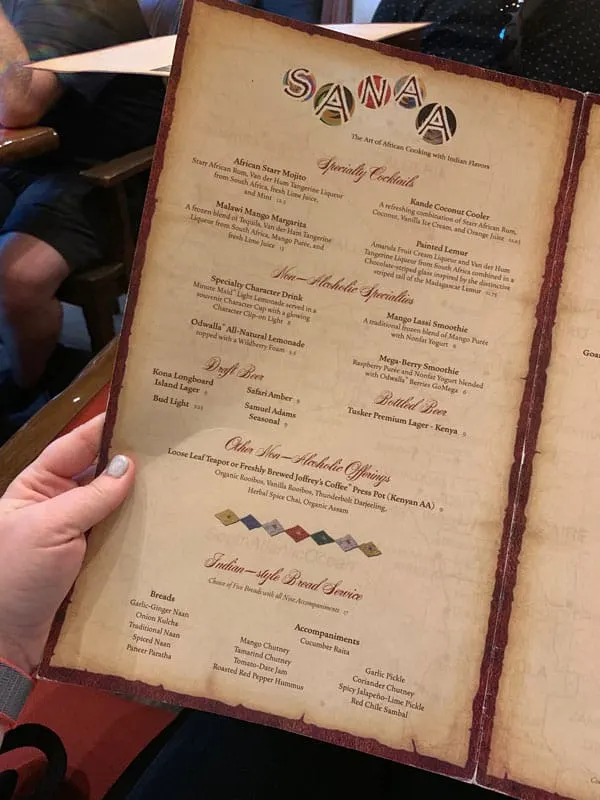 SANAA
The Art of African Cooking with Indian Flavors
Specialty Cocktails
African Starr Mojito
Starr African Rum, Van der Hum Tangerine Liqueur
from South Africa, fresh Lime Juice,
and Mint
Malawi Mango Margarita
A frozen blend of Tequila, Van der Hum Tangerine
Liqueur from South Africa, Mango Purée, and
fresh Lime Juice
Kande Coconut Cooler
A refreshing combination of Starr African Rum,
Coconut, Vanilla Ice Cream, and Orange Juice
Painted Lemur
Amarula Fruit Cream Liqueur and Van der Hum
Tangerine Liqueur from South Africa combined in a
Chocolate-striped glass inspired by the distinctive
striped tail of the Madagascar Lemur
Non-Alcoholic Specialties
Specialty Character Drink
Minute Maid® Light Lemonade served in a
souvenir Character Cup with a glowing
Character Clip-on Light
Odwalla® All-Natural Lemonade
topped with a Wildberry Foam
Mango Lassi Smoothie
A traditional frozen blend of Mango Purée
with Nonfat Yogurt
Mega-Berry Smoothie
Raspberry Purée and Nonfat Yogurt blended
with Odwalla® Berries GoMega
Draft Beer
Kona Longboard
Island Lager
Bud Light
Safari Amber
Samuel Adams
Seasonal
Bottled Beer
Tusker Premium Lager - Kenya
Other Non-Alcoholic Offerings
Loose Leaf Teapot or Freshly Brewed Joffrey's Coffee® Press Pot (Kenyan AA)
Organic Rooibos, Vanilla Rooibos, Thunderbolt Darjeeling,
Herbal Spice Chai, Organic Assam
Indian-style Bread Service
Choice of Five Breads with all Nine Accompaniments 17
Breads
Garlic-Ginger Naan
Onion Kulcha
Traditional Naan
Spiced Naan
Paneer Paratha
Accompaniments
Cucumber Raita
Mango Chutney
Tamarind Chutney
Tomato-Date Jam
Roasted Red Pepper Hummus
Garlic Pickle
Coriander Chutney
Spicy Jalapeño-Lime Pickle
Red Chile Sambal